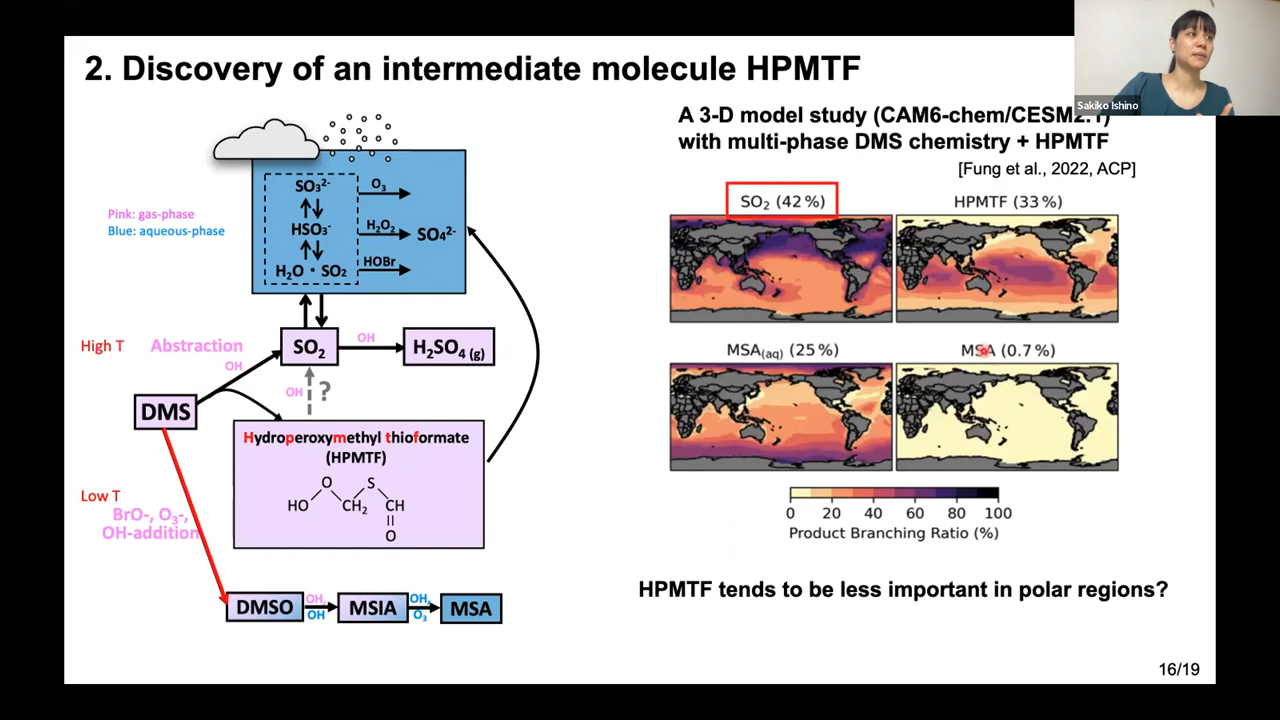 2. Discovery of an intermediate molecule HPMTF
Sakiko Ishino
Pink: gas-phase
Blue: aqueous-phase
SO₃²⁻
HSO₃⁻
H₂O · SO₂
O₃
H₂O₂
HOBr
SO₄²⁻
High T
Abstraction
OH
SO₂
OH
H₂SO₄ (g)
OH
?
DMS
Hydroperoxymethyl thioformate
(HPMTF)
O
S
HO
CH₂
CH
O
Low T
BrO-, O₃-,
OH-addition
DMSO
OH,
OH
MSIA
OH,
O₃
MSA
A 3-D model study (CAM6-chem/CESM2.1)
with multi-phase DMS chemistry + HPMTF
[Fung et al., 2022, ACP]
SO₂ (42 %)
HPMTF (33 %)
MSA(aq) (25 %)
MSA (0.7 %)
0 20 40 60 80 100
Product Branching Ratio (%)
HPMTF tends to be less important in polar regions?
16/19